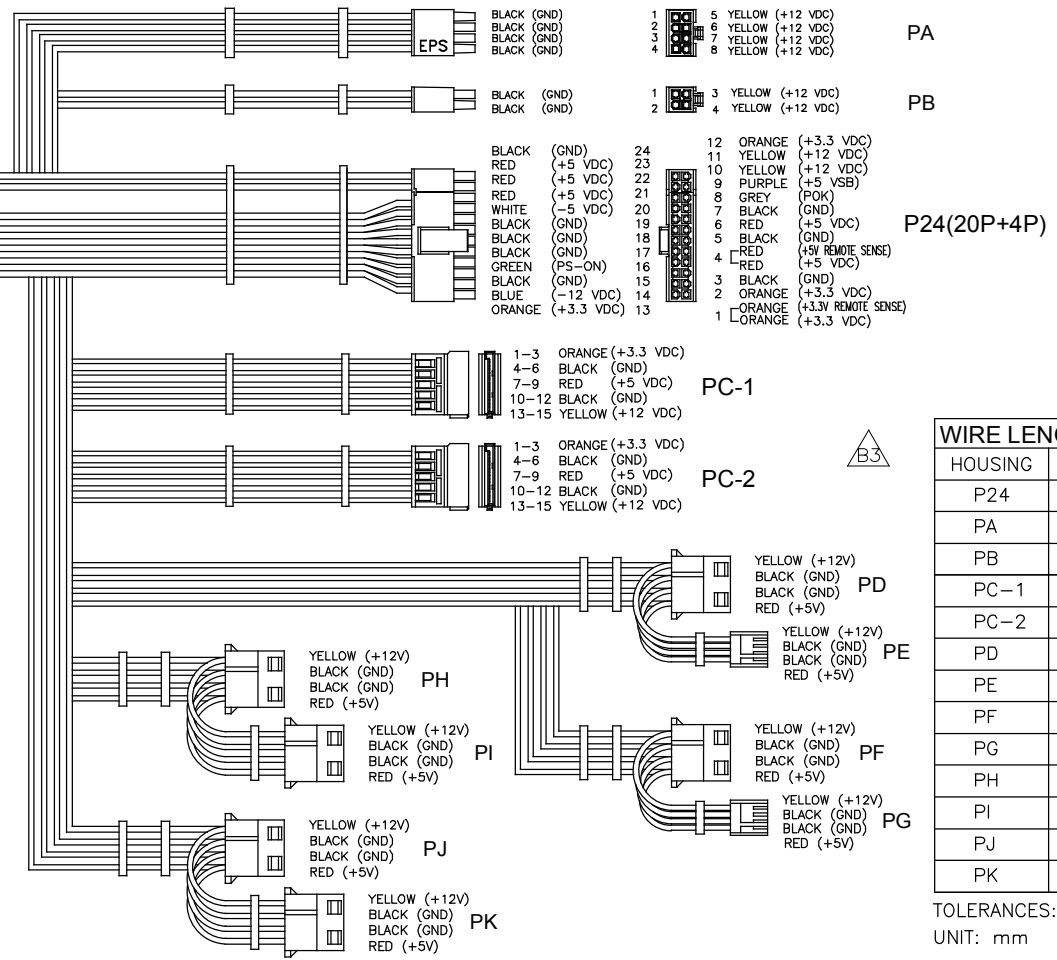 EPS
BLACK (GND)
BLACK (GND)
BLACK (GND)
BLACK (GND)
1 5 YELLOW (+12 VDC)
2 6 YELLOW (+12 VDC)
3 7 YELLOW (+12 VDC)
4 8 YELLOW (+12 VDC)
PA
BLACK (GND)
BLACK (GND)
1 3 YELLOW (+12 VDC)
2 4 YELLOW (+12 VDC)
PB
BLACK (GND) 24
RED (+5 VDC) 23
RED (+5 VDC) 22
RED (+5 VDC) 21
WHITE (-5 VDC) 20
BLACK (GND) 19
BLACK (GND) 18
BLACK (GND) 17
GREEN (PS-ON) 16
BLACK (GND) 15
BLUE (-12 VDC) 14
ORANGE (+3.3 VDC) 13
12 ORANGE (+3.3 VDC)
11 YELLOW (+12 VDC)
10 YELLOW (+12 VDC)
9 PURPLE (+5 VSB)
8 GREY (POK)
7 BLACK (GND)
6 RED (+5 VDC)
5 BLACK (GND)
4 RED (+5V REMOTE SENSE)
RED (+5 VDC)
3 BLACK (GND)
2 ORANGE (+3.3 VDC)
1 ORANGE (+3.3V REMOTE SENSE)
ORANGE (+3.3 VDC)
P24(20P+4P)
1-3 ORANGE (+3.3 VDC)
4-6 BLACK (GND)
7-9 RED (+5 VDC)
10-12 BLACK (GND)
13-15 YELLOW (+12 VDC)
PC-1
1-3 ORANGE (+3.3 VDC)
4-6 BLACK (GND)
7-9 RED (+5 VDC)
10-12 BLACK (GND)
13-15 YELLOW (+12 VDC)
PC-2
B3
YELLOW (+12V)
BLACK (GND)
BLACK (GND)
RED (+5V)
PD
YELLOW (+12V)
BLACK (GND)
BLACK (GND)
RED (+5V)
PE
YELLOW (+12V)
BLACK (GND)
BLACK (GND)
RED (+5V)
PH
YELLOW (+12V)
BLACK (GND)
BLACK (GND)
RED (+5V)
PI
YELLOW (+12V)
BLACK (GND)
BLACK (GND)
RED (+5V)
PF
YELLOW (+12V)
BLACK (GND)
BLACK (GND)
RED (+5V)
PG
YELLOW (+12V)
BLACK (GND)
BLACK (GND)
RED (+5V)
PJ
YELLOW (+12V)
BLACK (GND)
BLACK (GND)
RED (+5V)
PK
WIRE LEN
HOUSING
P24
PA
PB
PC-1
PC-2
PD
PE
PF
PG
PH
PI
PJ
PK
TOLERANCES:
UNIT: mm